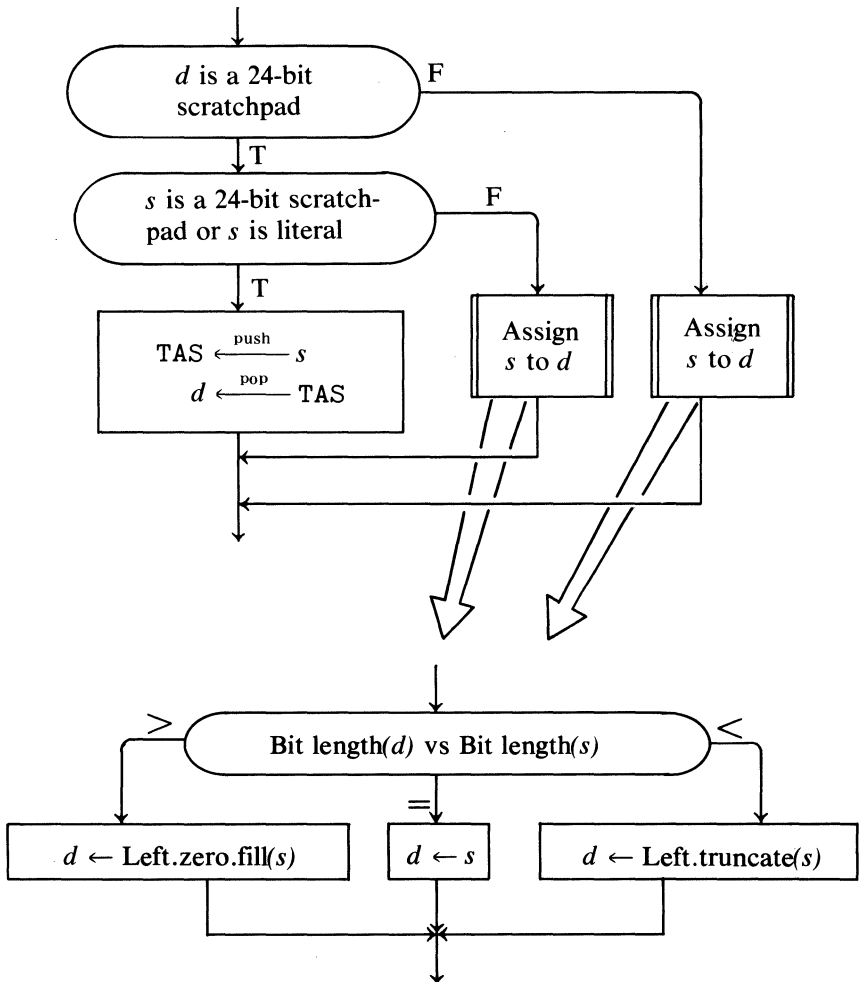 d is a 24-bit
scratchpad
F
T
s is a 24-bit scratch-
pad or s is literal
F
T
TAS ← push s
d ← pop TAS
Assign
s to d
Assign
s to d
Bit length(d) vs Bit length(s)
>
<
=
d ← Left.zero.fill(s)
d ← s
d ← Left.truncate(s)